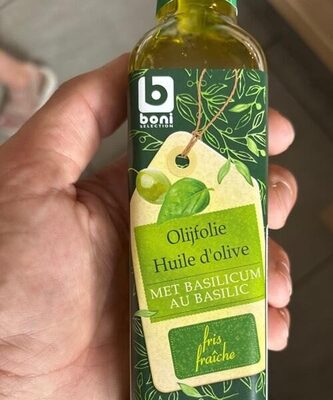 b
boni
SELECTION
Olijfolie
Huile d'olive
MET BASILICUM
AU BASILIC
fris
fraîche